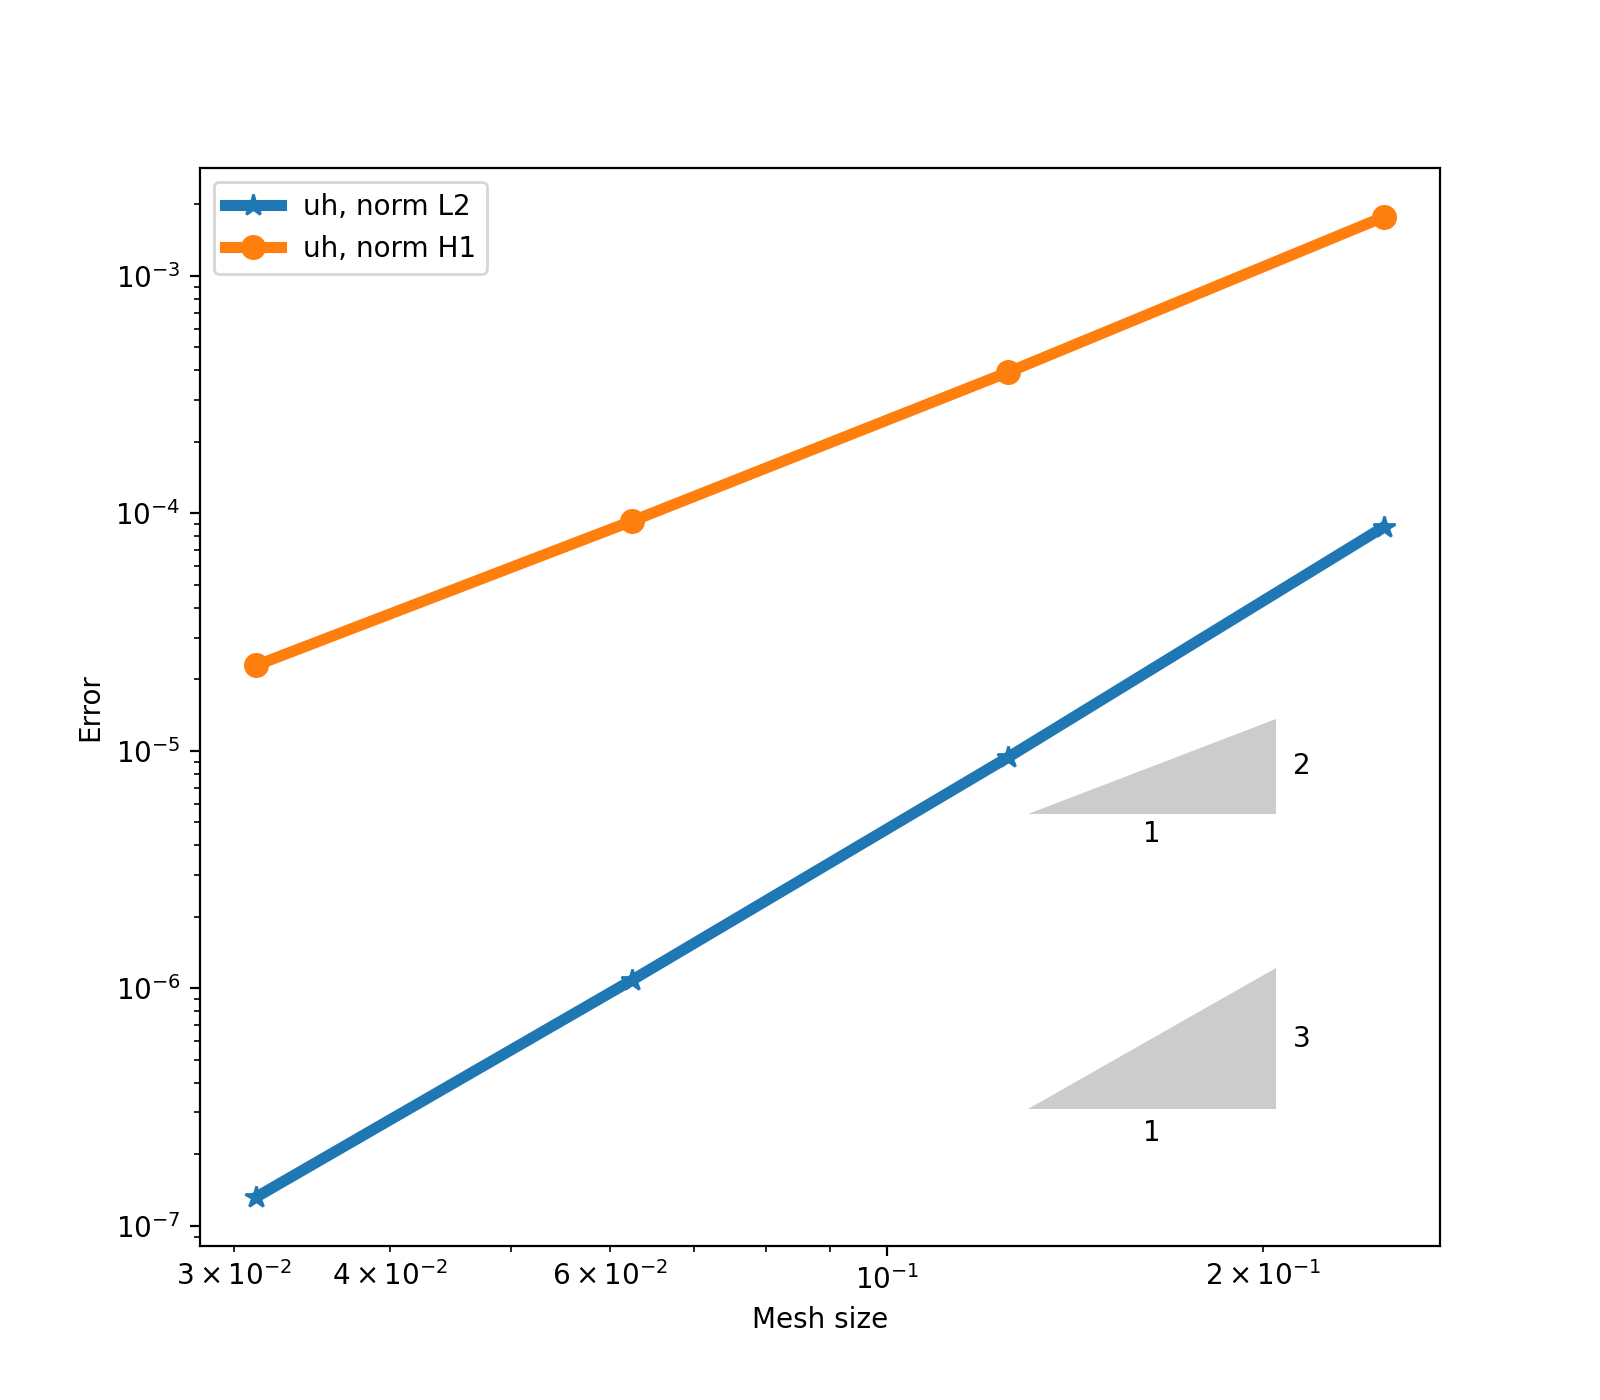 uh, norm L2
uh, norm H1
Error
10⁻³
10⁻⁴
10⁻⁵
10⁻⁶
10⁻⁷
2
1
3
1
3 × 10⁻² 4 × 10⁻² 6 × 10⁻² 10⁻¹ 2 × 10⁻¹
Mesh size